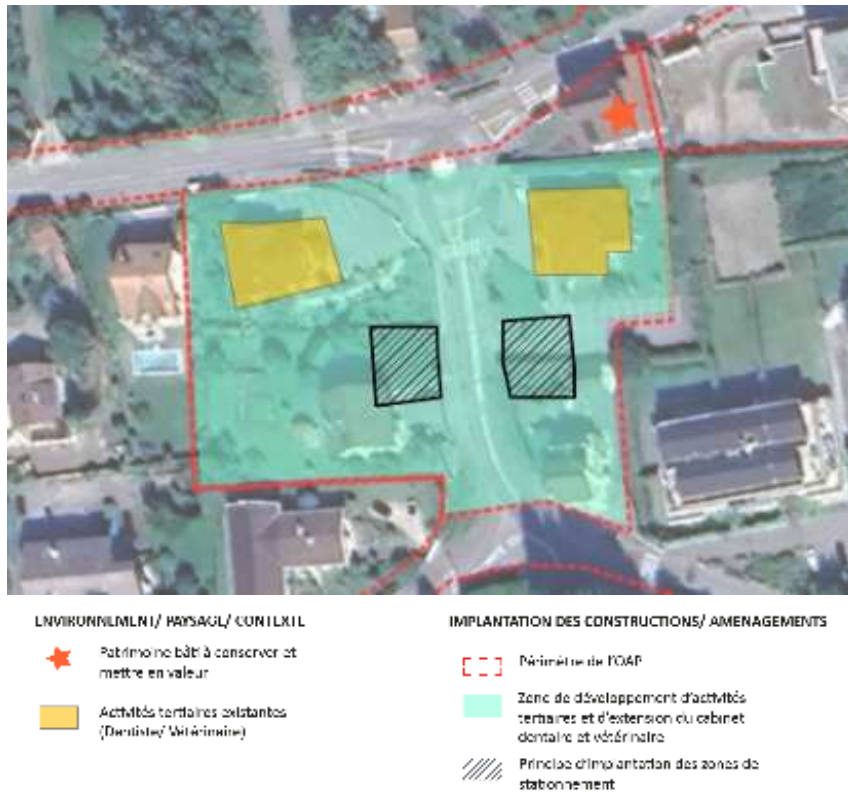 ENVIRONNEMENT/ PAYSAGE/ CONTEXTE
Patrimoine bâti à conserver et
mettre en valeur
Activités tertiaires existantes
(Dentiste/ Vétérinaire)
IMPLANTATION DES CONSTRUCTIONS/ AMENAGEMENTS
Périmètre de l'OAP
Zone de développement d'activités
tertiaires et d'extension du cabinet
dentaire et vétérinaire
Principe d'implantation des zones de
stationnement